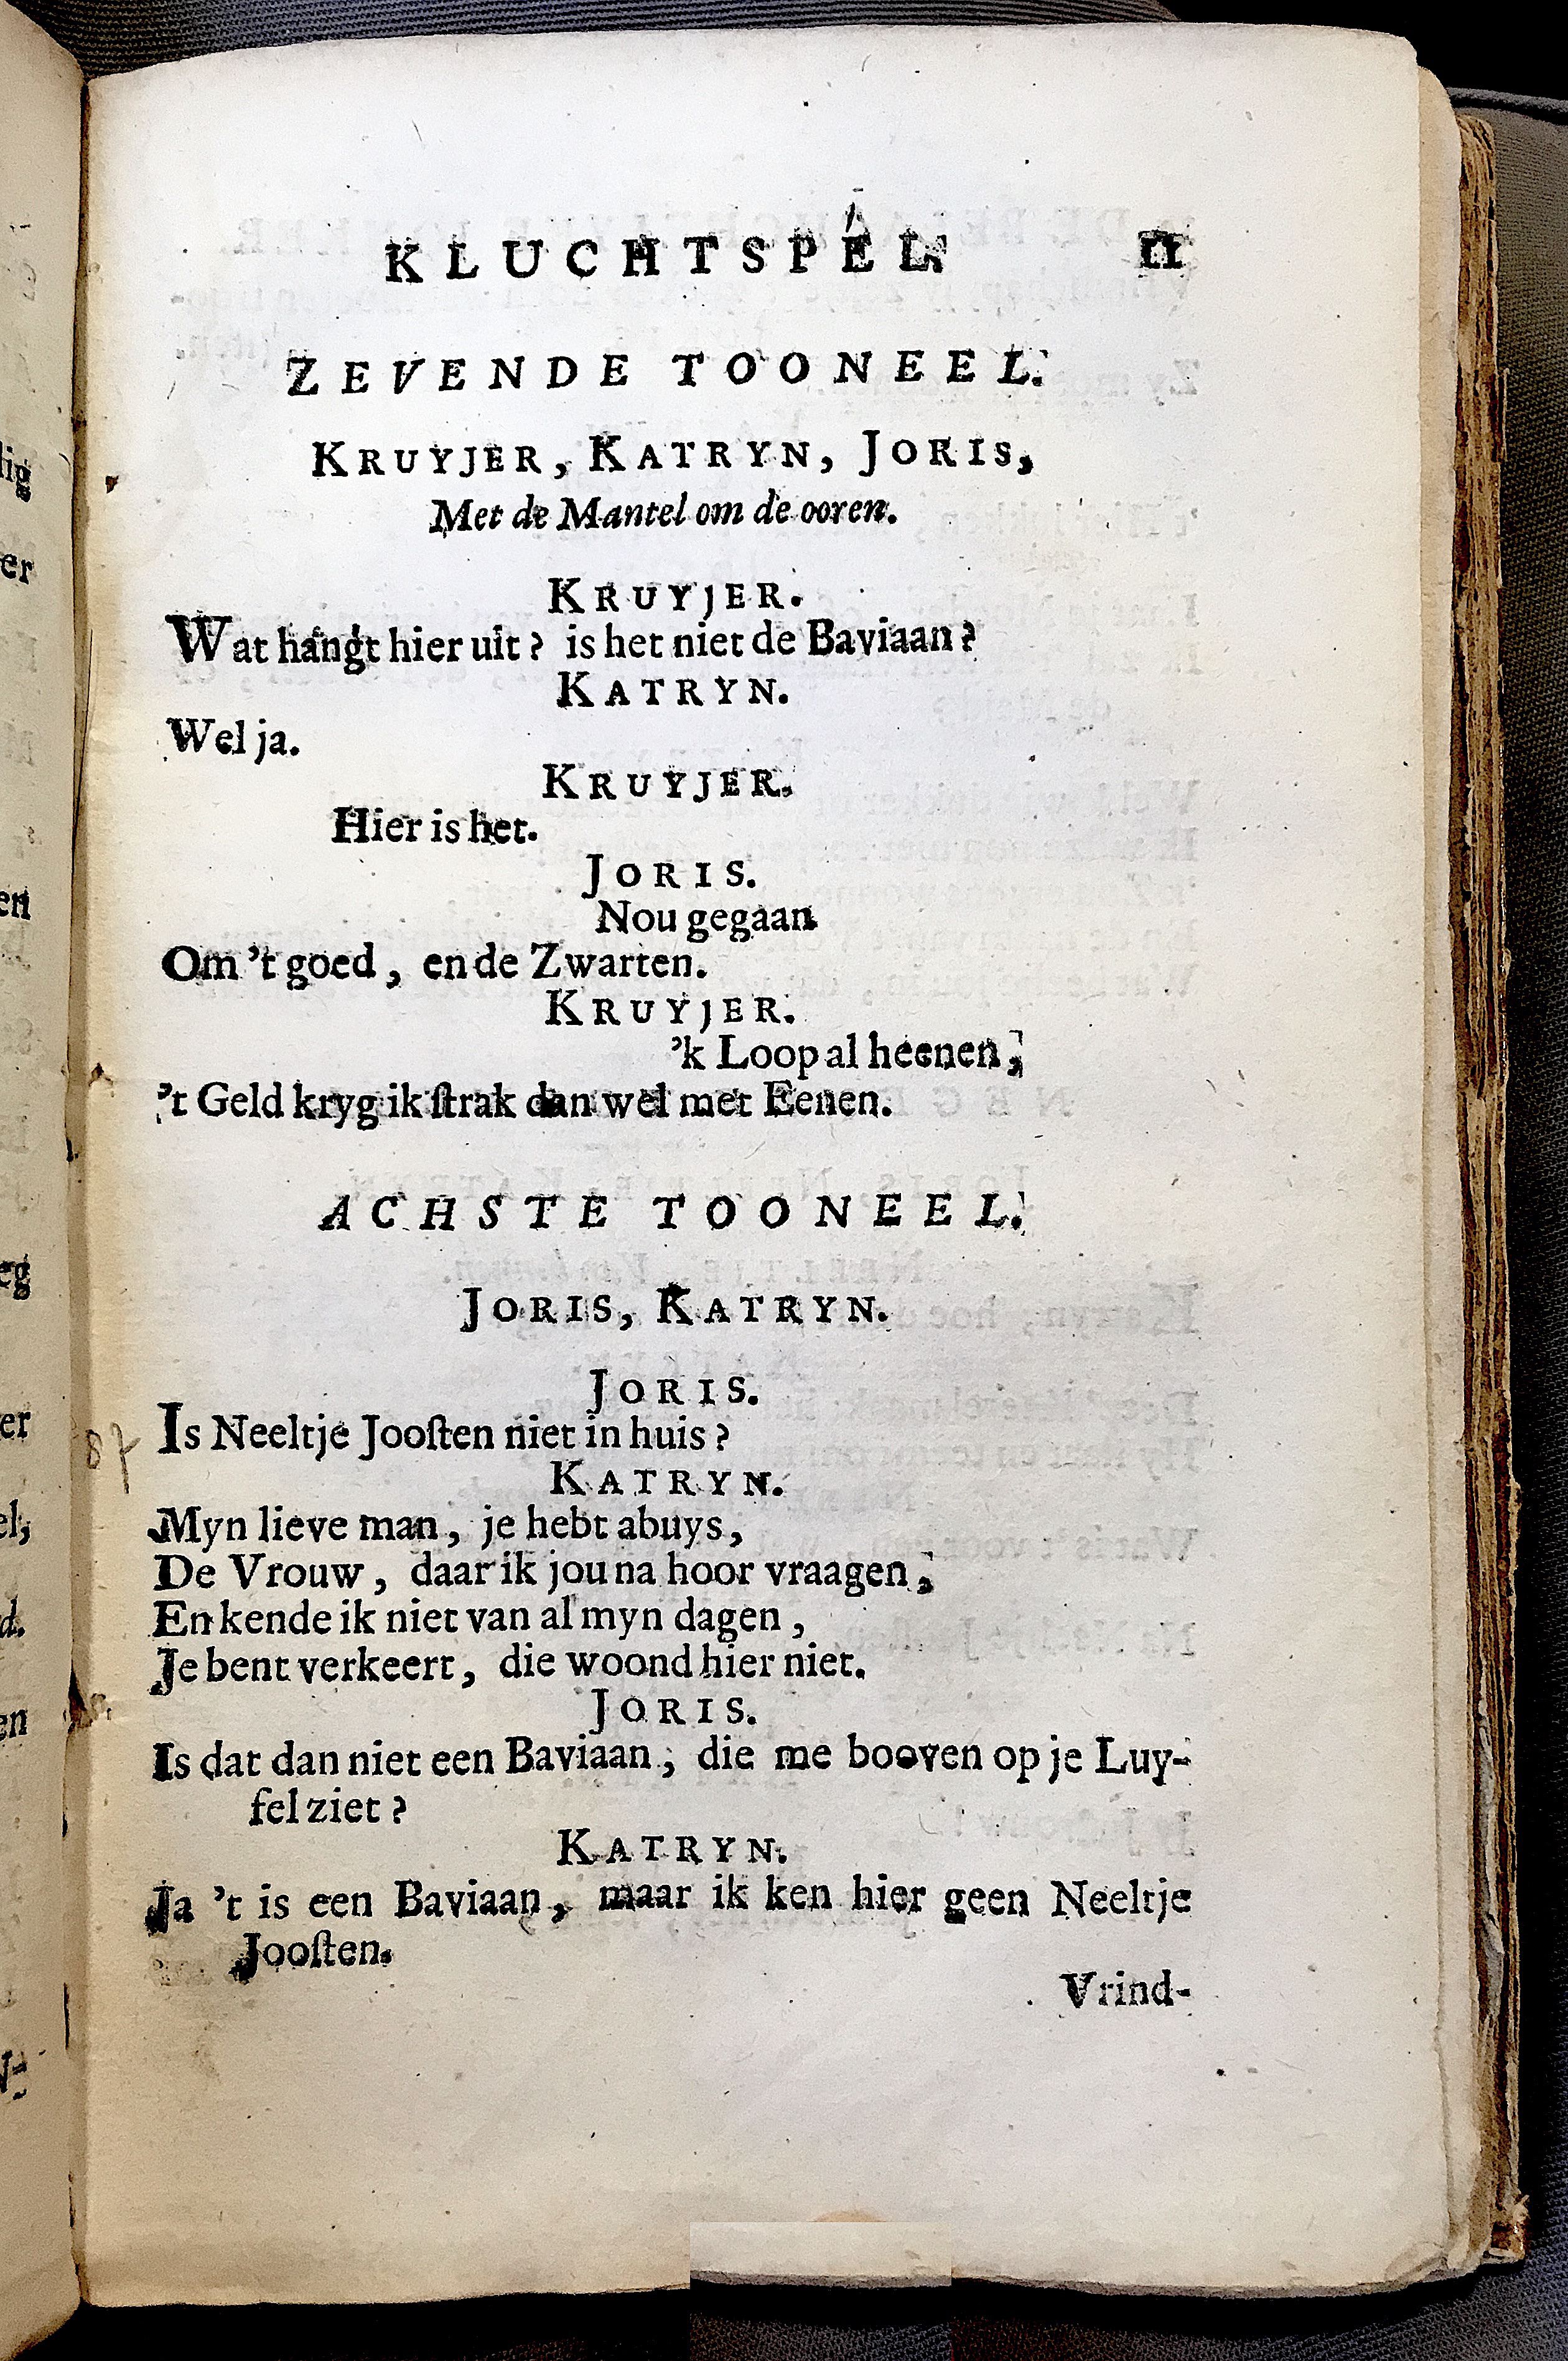 KLUCHTSPEL. 11
ZEVENDE TOONEEL.
KRUYJER, KATRYN, JORIS,
Met de Mantel om de ooren.
KRUYJER.
Wat hangt hier uit? is het niet de Baviaan?
KATRYN.
Wel ja.
KRUYJER.
Hier is het.
JORIS.
Nou gegaan
Om 't goed, en de Zwarten.
KRUYJER.
'k Loop al heenen,
't Geld kryg ik ſtrak dan wel met Eenen.
ACHSTE TOONEEL.
JORIS, KATRYN.
JORIS.
Is Neeltje Jooſten niet in huis?
KATRYN.
Myn lieve man, je hebt abuys,
De Vrouw, daar ik jou na hoor vraagen,
En kende ik niet van al myn dagen,
Je bent verkeert, die woond hier niet.
JORIS.
Is dat dan niet een Baviaan, die me booven op je Luy-
fel ziet?
KATRYN.
Ja 't is een Baviaan, maar ik ken hier geen Neeltje
Jooſten.
Vrind-